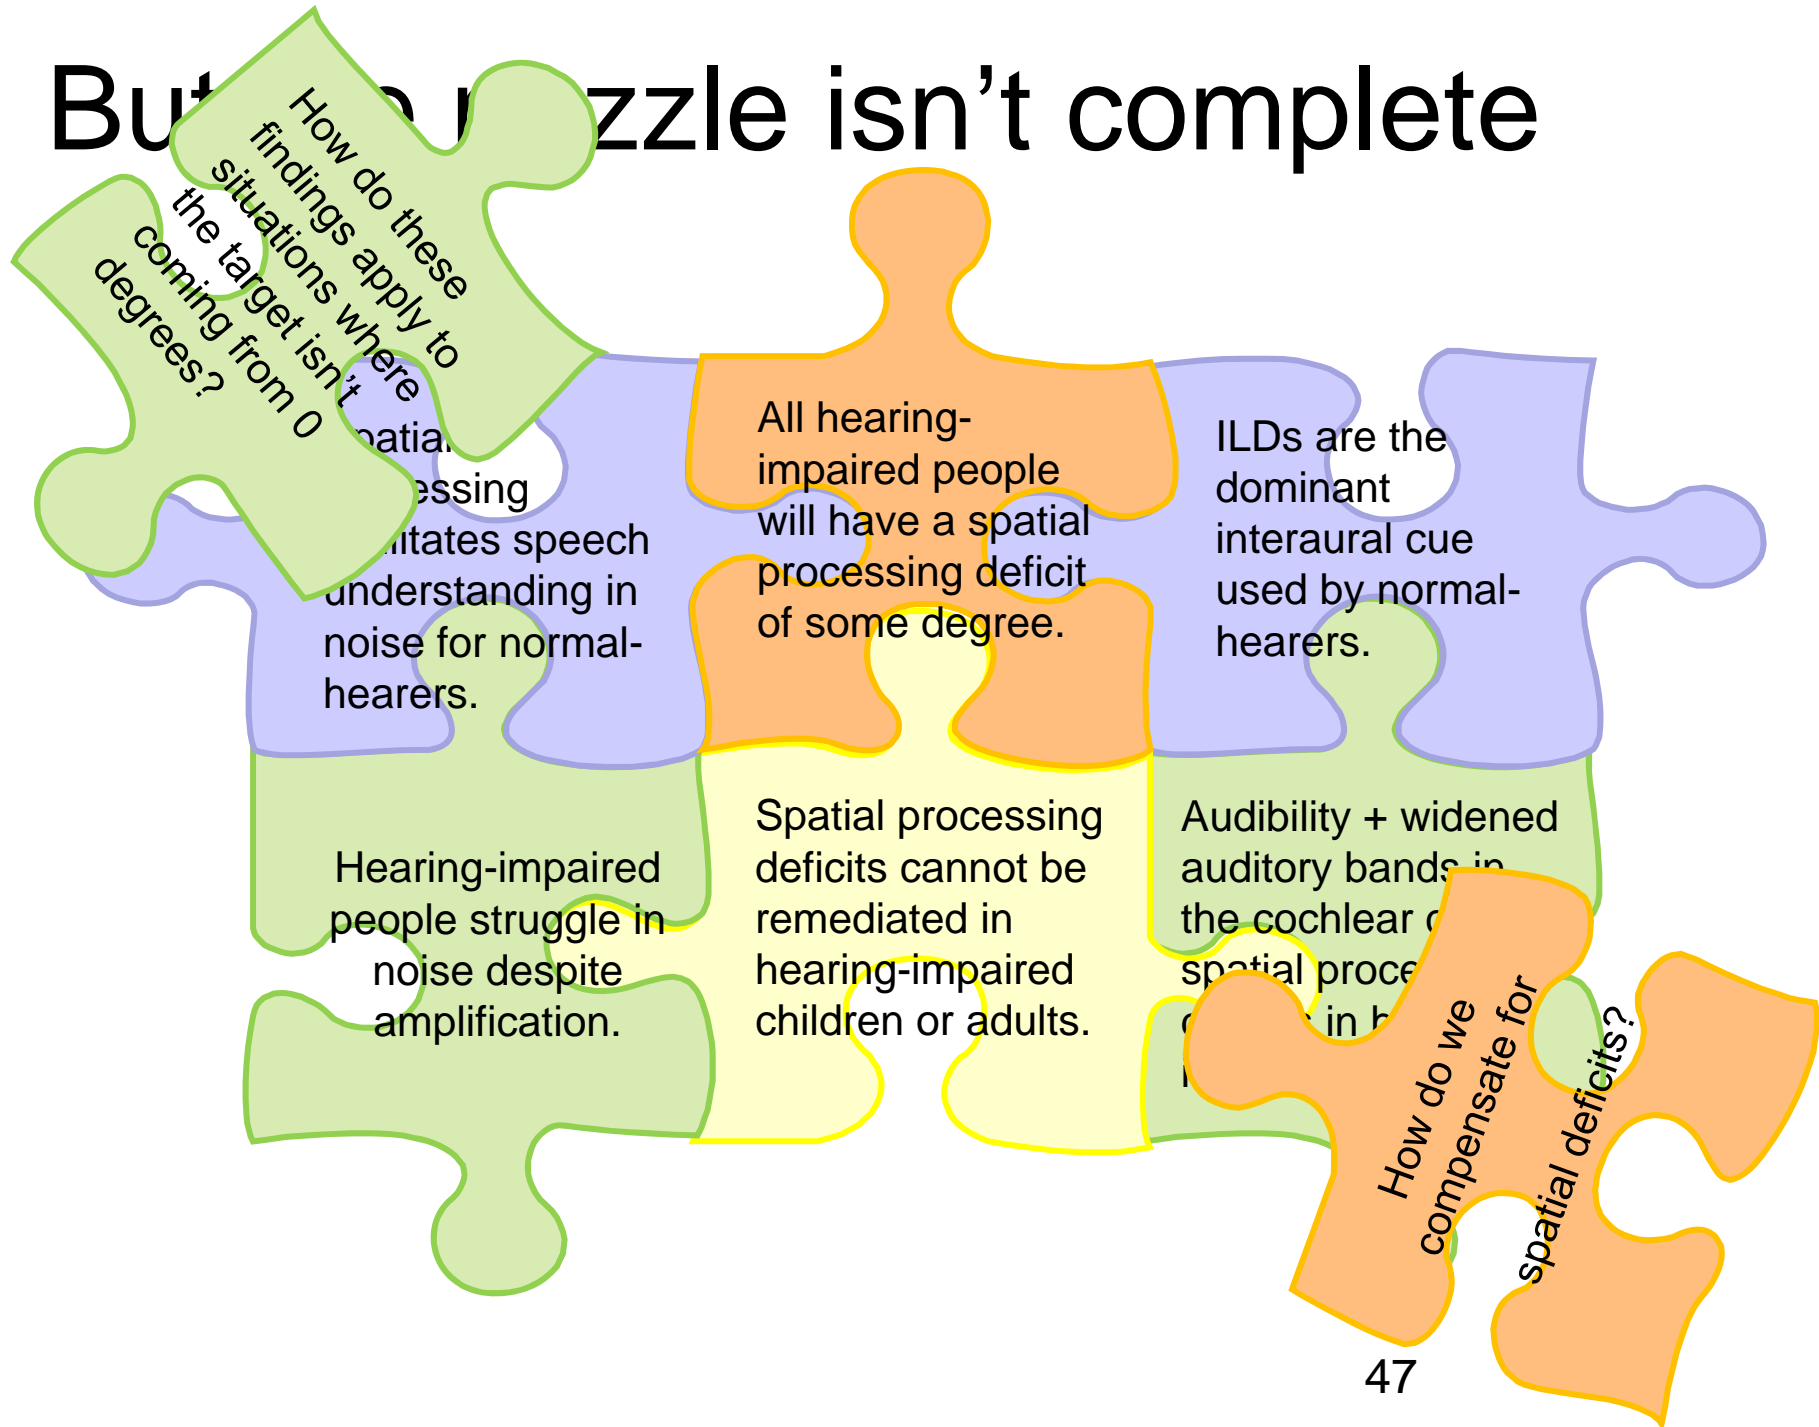 But zzle isn't complete
How do these
findings apply to
situations where
the target isn't
coming from 0
degrees?
understanding in
noise for normal-
hearers.
speech
All hearing-
impaired people
will have a spatial
processing deficit
of some degree.
ILDs are the
dominant
interaural cue
used by normal-
hearers.
Hearing-impaired
people struggle in
noise despite
amplification.
Spatial processing
deficits cannot be
remediated in
hearing-impaired
children or adults.
Audibility + widened
auditory bands in
the cochlear
spatial
in
How do we
compensate for
spatial deficits?
47